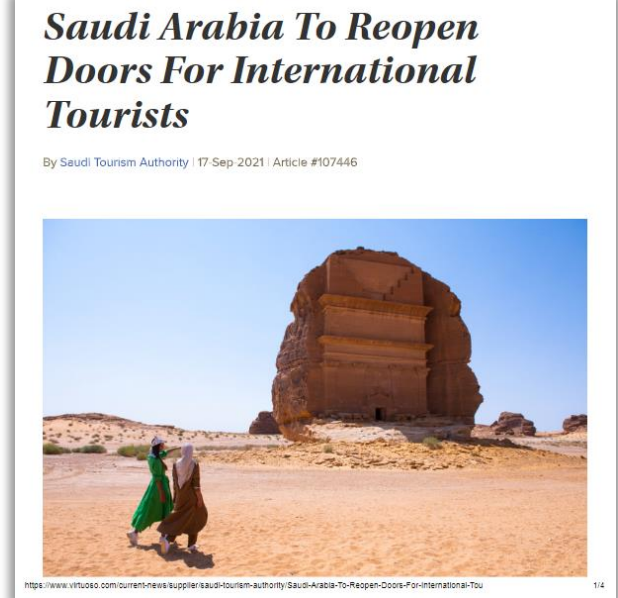 Saudi Arabia To Reopen
Doors For International
Tourists
By Saudi Tourism Authority | 17-Sep-2021 | Article #107446
https://www.virtuoso.com/current-news/supplier/saudi-tourism-authority/Saudi-Arabia-To-Reopen-Doors-For-International-Tou 1/4